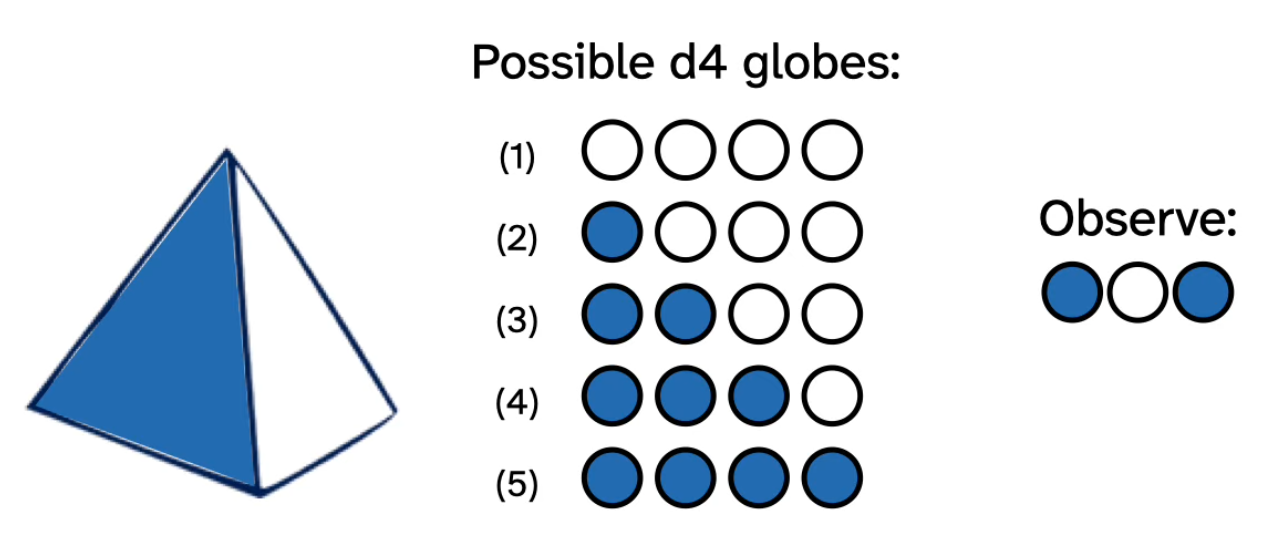 Possible d4 globes:
(1)
(2)
(3)
(4)
(5)
Observe: